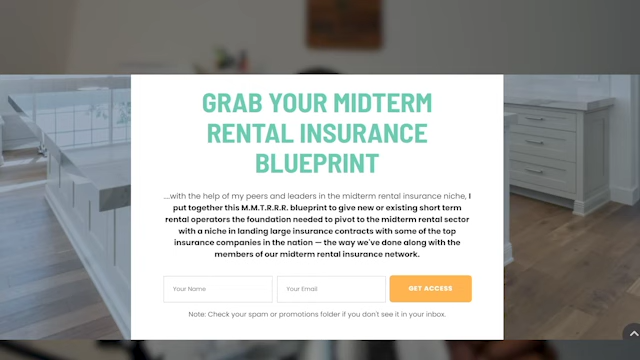 GRAB YOUR MIDTERM
RENTAL INSURANCE
BLUEPRINT
...with the help of my peers and leaders in the midterm rental insurance niche, I
put together this M.M.T.R.R.R. blueprint to give new or existing short term
rental operators the foundation needed to pivot to the midterm rental sector
with a niche in landing large insurance contracts with some of the top
insurance companies in the nation — the way we've done along with the
members of our midterm rental insurance network.
Your Name
Your Email
GET ACCESS
Note: Check your spam or promotions folder if you don't see it in your inbox.